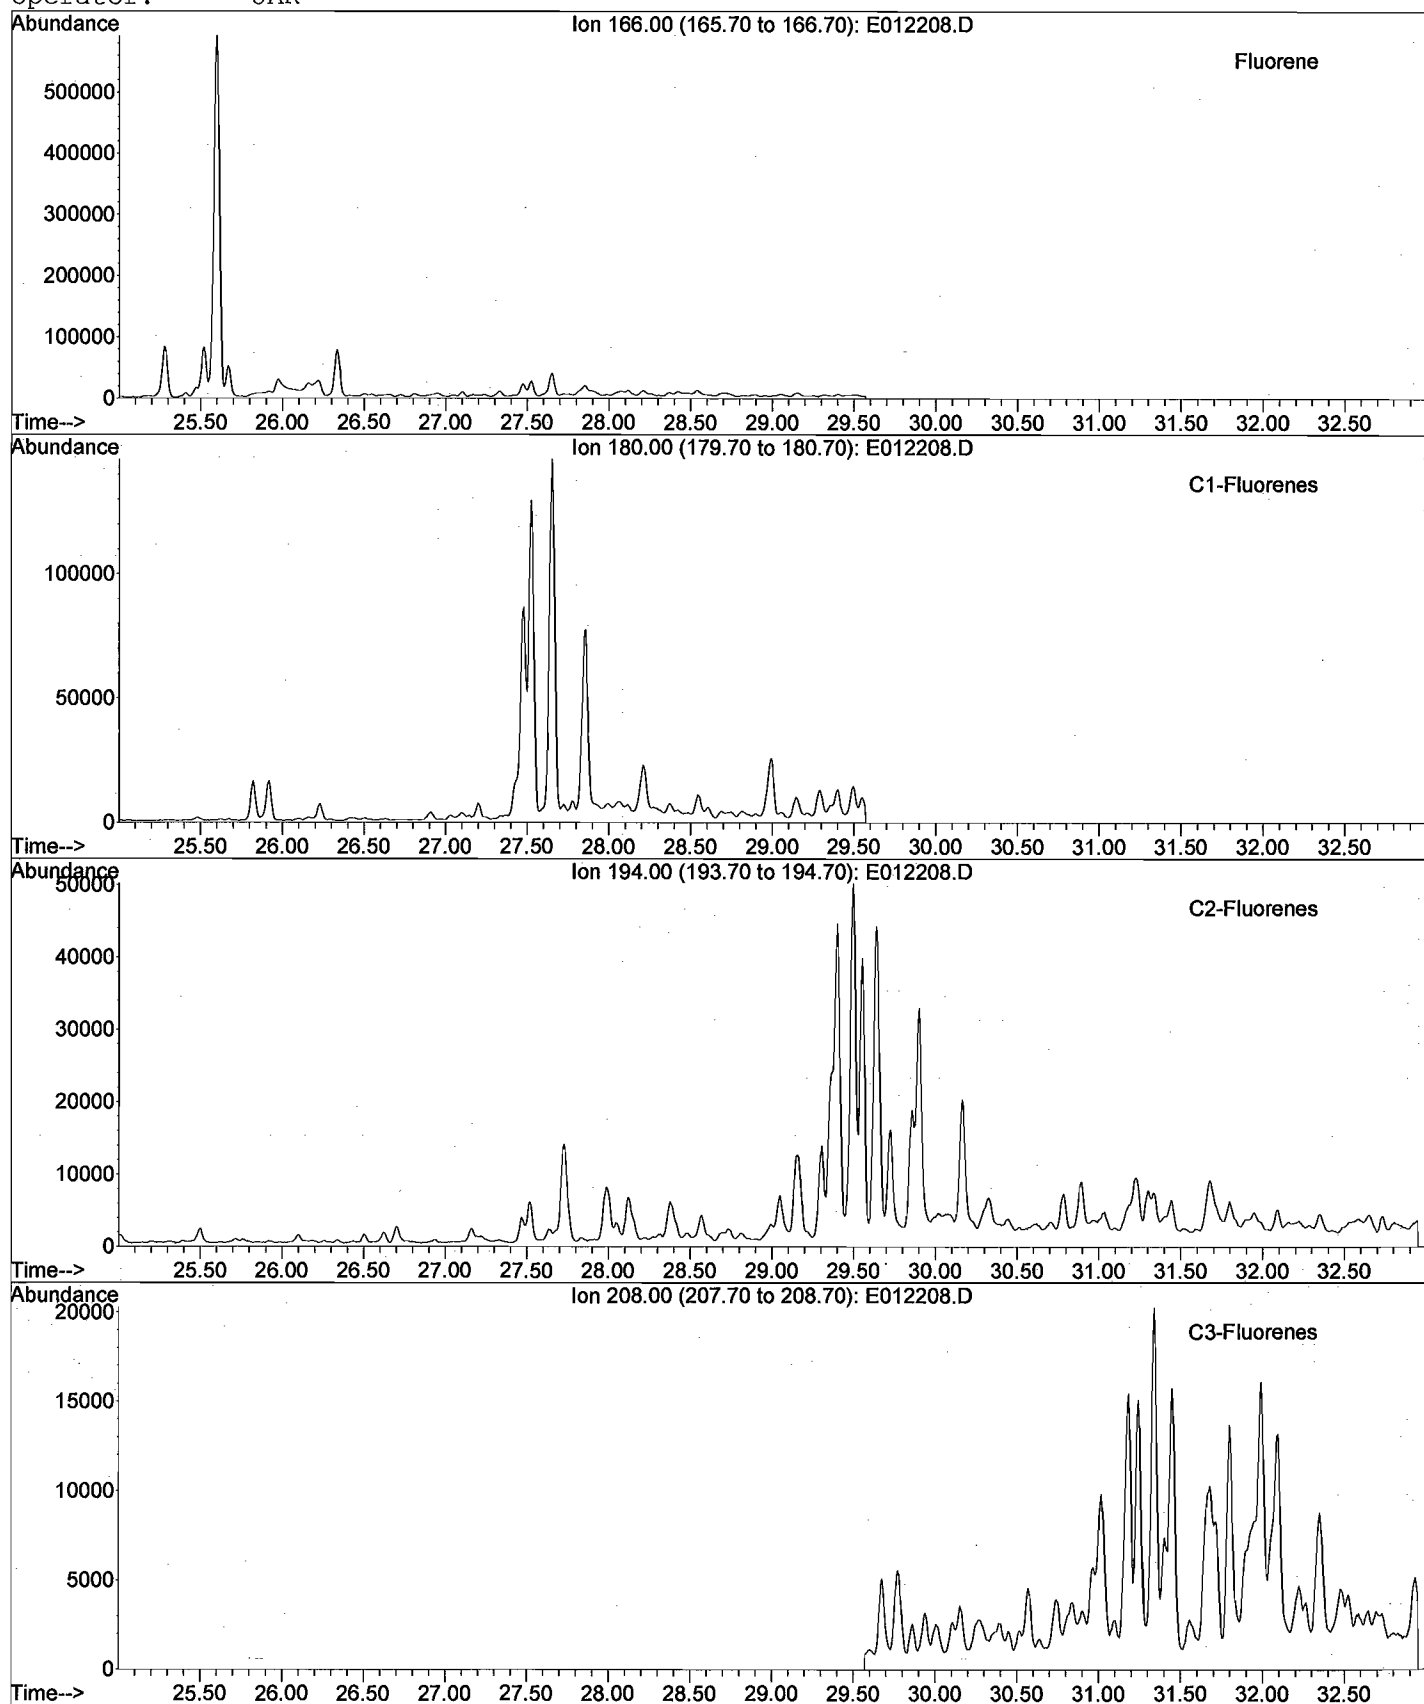 Abundance Ion 166.00 (165.70 to 166.70): E012208.D
Fluorene
500000
400000
300000
200000
100000
0
Time--> 25.50 26.00 26.50 27.00 27.50 28.00 28.50 29.00 29.50 30.00 30.50 31.00 31.50 32.00 32.50
Abundance Ion 180.00 (179.70 to 180.70): E012208.D
C1-Fluorenes
100000
50000
0
Time--> 25.50 26.00 26.50 27.00 27.50 28.00 28.50 29.00 29.50 30.00 30.50 31.00 31.50 32.00 32.50
Abundance Ion 194.00 (193.70 to 194.70): E012208.D
50000
C2-Fluorenes
40000
30000
20000
10000
0
Time--> 25.50 26.00 26.50 27.00 27.50 28.00 28.50 29.00 29.50 30.00 30.50 31.00 31.50 32.00 32.50
Abundance Ion 208.00 (207.70 to 208.70): E012208.D
20000
C3-Fluorenes
15000
10000
5000
0
Time--> 25.50 26.00 26.50 27.00 27.50 28.00 28.50 29.00 29.50 30.00 30.50 31.00 31.50 32.00 32.50